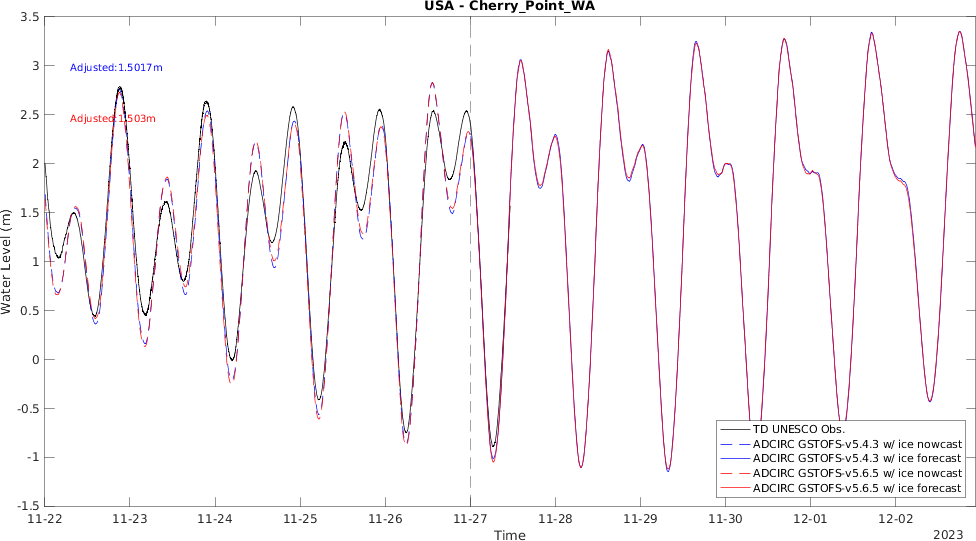 USA - Cherry_Point_WA
3.5
3
2.5
2
1.5
1
0.5
0
-0.5
-1
-1.5
Water Level (m)
Adjusted:1.5017m
Adjusted:1.503m
TD UNESCO Obs.
ADCIRC GSTOFS-v5.4.3 w/ ice nowcast
ADCIRC GSTOFS-v5.4.3 w/ ice forecast
ADCIRC GSTOFS-v5.6.5 w/ ice nowcast
ADCIRC GSTOFS-v5.6.5 w/ ice forecast
11-22 11-23 11-24 11-25 11-26 11-27 11-28 11-29 11-30 12-01 12-02
Time
2023